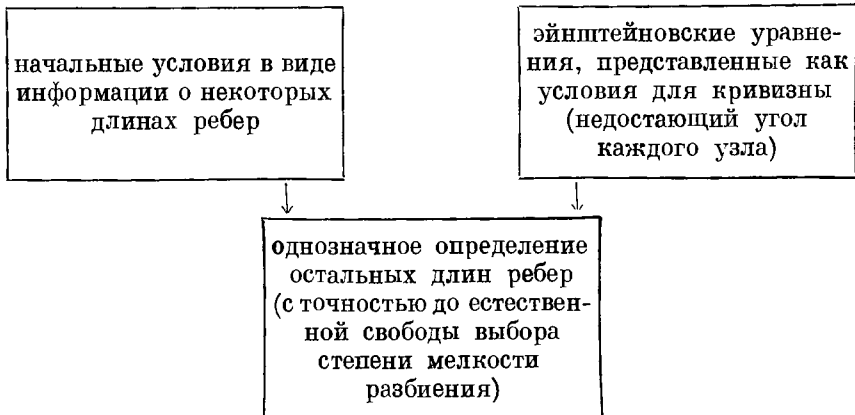 начальные условия в виде
информации о некоторых
длинах ребер
эйнштейновские уравне-
ния, представленные как
условия для кривизны
(недостающий угол
каждого узла)
однозначное определение
остальных длин ребер
(с точностью до естествен-
ной свободы выбора
степени мелкости
разбиения)